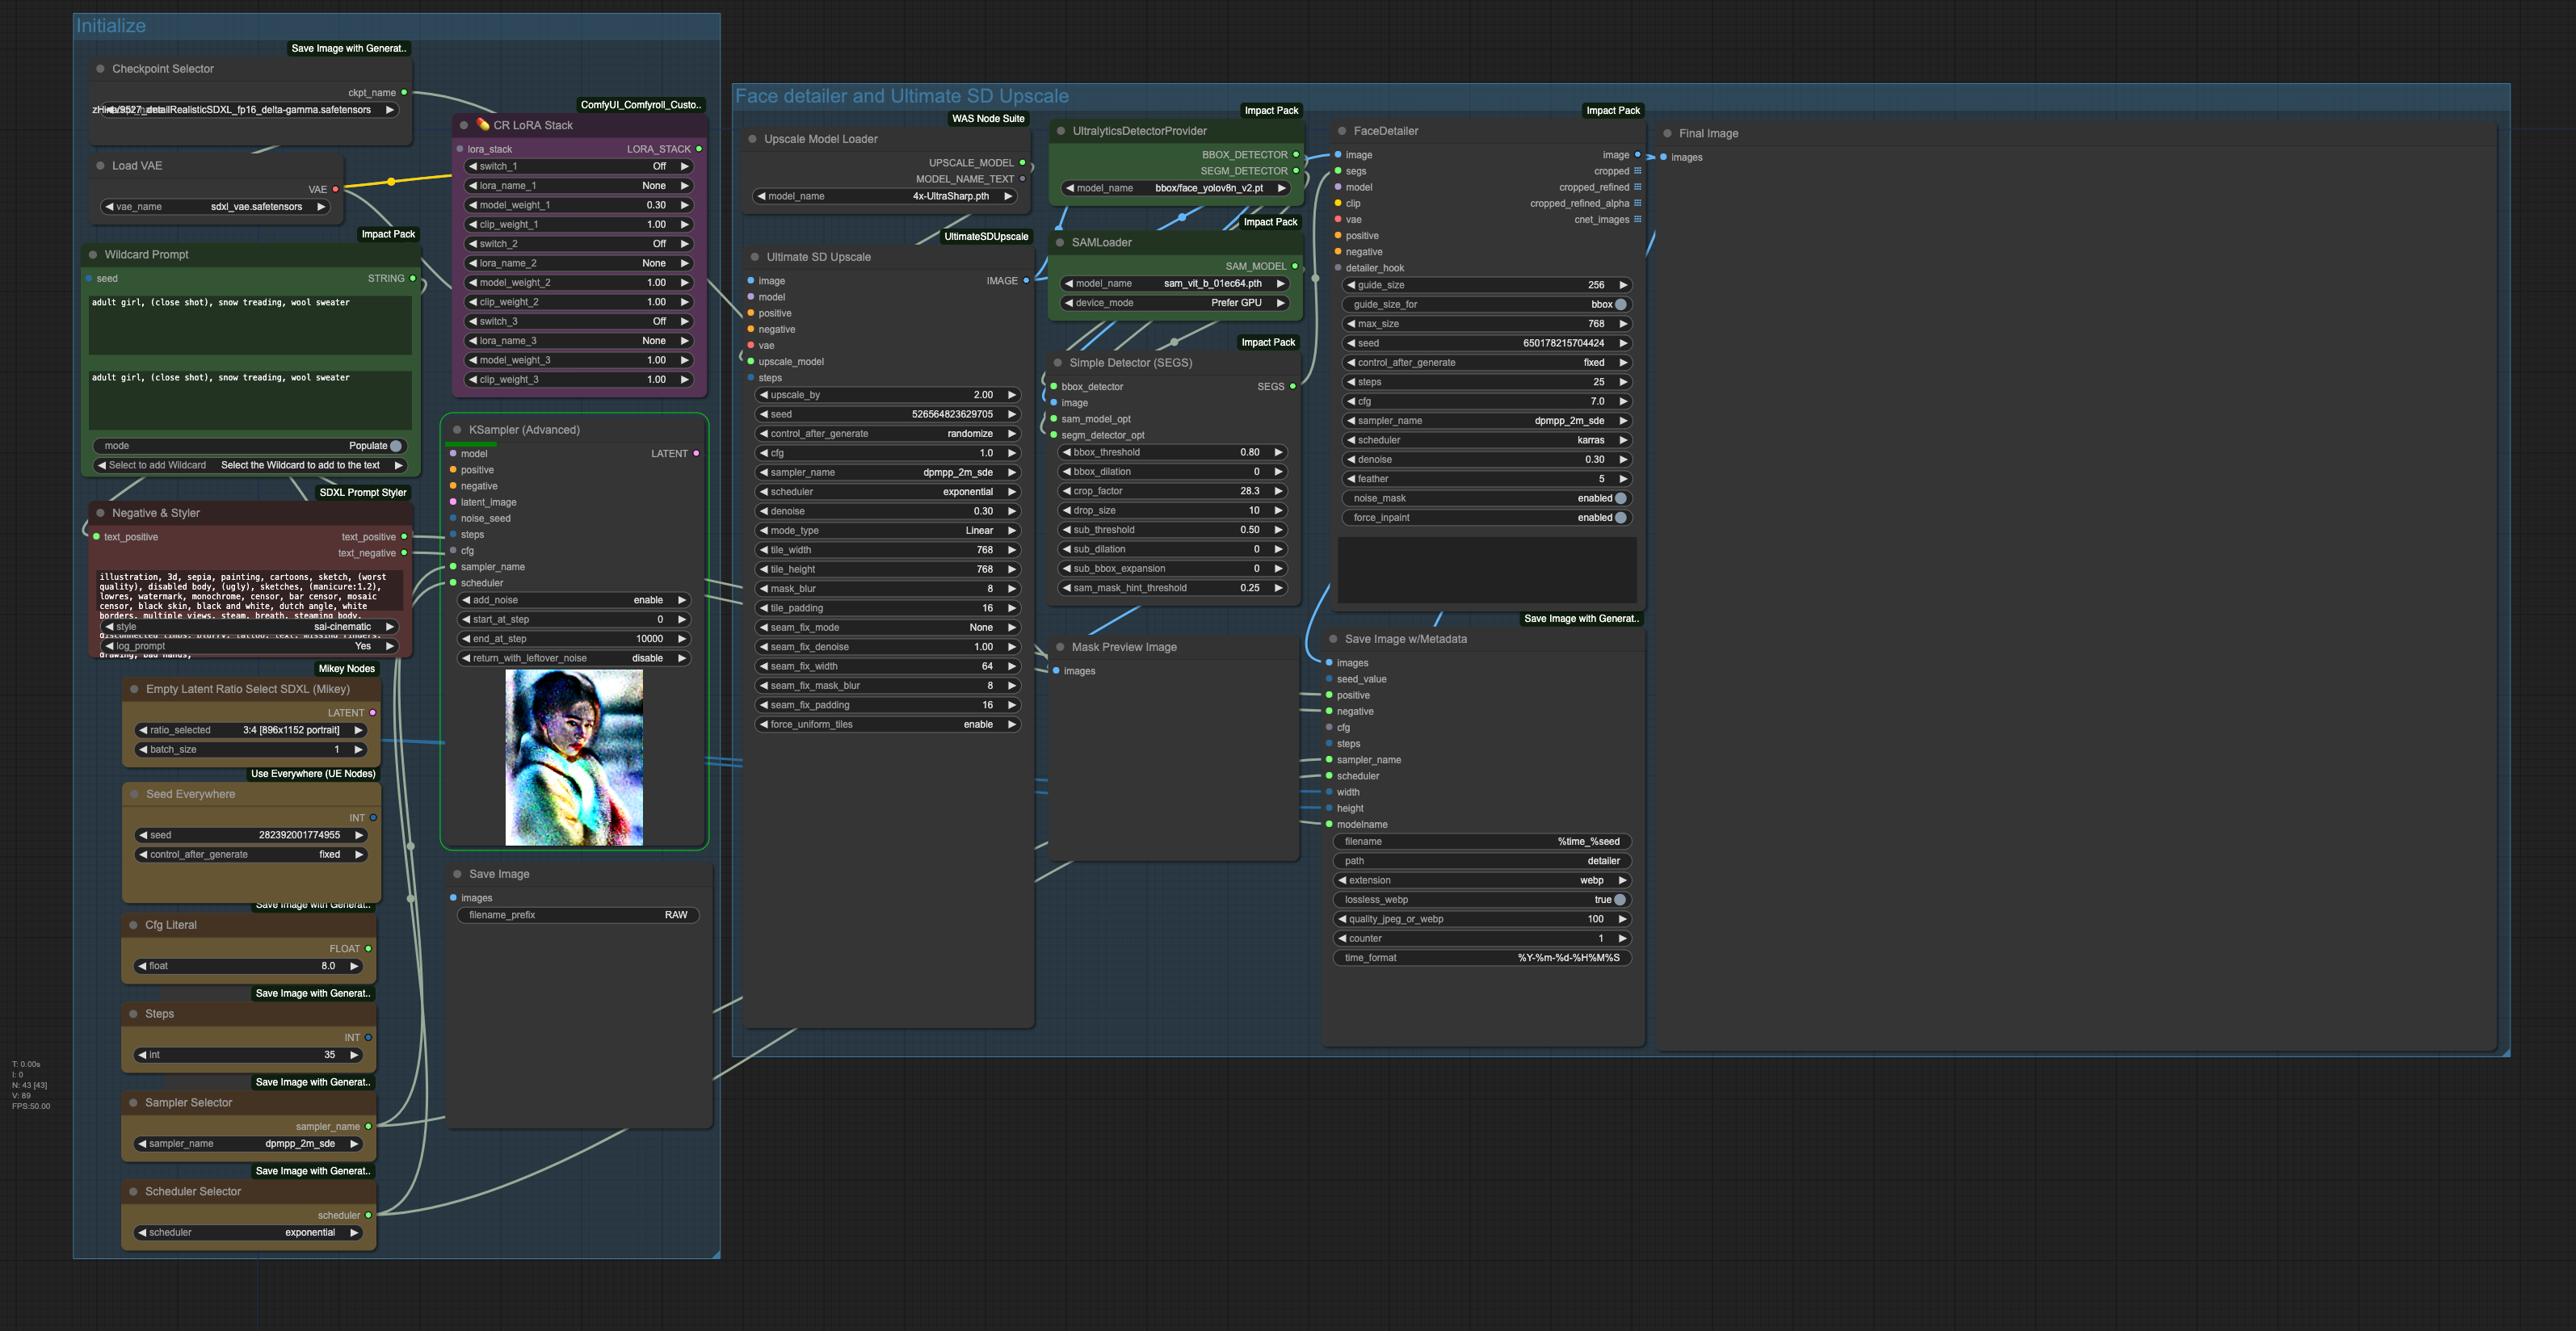 Initialize
Save Image with Generat..
Checkpoint Selector
ckpt_name
detailRealisticSDXL_fp16_delta-gamma.safetensors
Load VAE
VAE
vae_name sdxl_vae.safetensors
Impact Pack
Wildcard Prompt
seed STRING
adult girl, (close shot), snow treading, wool sweater
adult girl, (close shot), snow treading, wool sweater
mode Populate
Select to add Wildcard Select the Wildcard to add to the text
SDXL Prompt Styler
Negative & Styler
text_positive text_positive
text_negative
illustration, 3d, sepia, painting, cartoons, sketch, (worst
quality), disabled body, (ugly), sketches, (manicure:1.2),
lowres, watermark, monochrome, censor, bar censor, mosaic
censor, black skin, black and white, dutch angle, white
borders, multiple views, steam, breath, steaming body,
style sai-cinematic
disconnected limbs, blurry, tattoo, text, missing fingers,
log_prompt Yes
drawing, bad hands,
Mikey Nodes
Empty Latent Ratio Select SDXL (Mikey)
LATENT
ratio_selected 3:4 [896x1152 portrait]
batch_size 1
Use Everywhere (UE Nodes)
Seed Everywhere
INT
seed 282392001774955
control_after_generate fixed
Save Image with Generat..
Cfg Literal
FLOAT
float 8.0
Save Image with Generat..
Steps
INT
int 35
Save Image with Generat..
Sampler Selector
sampler_name
sampler_name dpmpp_2m_sde
Save Image with Generat..
Scheduler Selector
scheduler
scheduler exponential
T: 0.00s
I: 0
N: 43 [43]
V: 89
FPS:50.00
ComfyUI_Comfyroll_Custo..
💊 CR LoRA Stack
lora_stack LORA_STACK
switch_1 Off
lora_name_1 None
model_weight_1 0.30
clip_weight_1 1.00
switch_2 Off
lora_name_2 None
model_weight_2 1.00
clip_weight_2 1.00
switch_3 Off
lora_name_3 None
model_weight_3 1.00
clip_weight_3 1.00
KSampler (Advanced)
model LATENT
positive
negative
latent_image
noise_seed
steps
cfg
sampler_name
scheduler
add_noise enable
start_at_step 0
end_at_step 10000
return_with_leftover_noise disable
Save Image
images
filename_prefix RAW
Face detailer and Ultimate SD Upscale
WAS Node Suite
Upscale Model Loader
UPSCALE_MODEL
MODEL_NAME_TEXT
model_name 4x-UltraSharp.pth
UltimateSDUpscale
Ultimate SD Upscale
image IMAGE
model
positive
negative
vae
upscale_model
steps
upscale_by 2.00
seed 526564823629705
control_after_generate randomize
cfg 1.0
sampler_name dpmpp_2m_sde
scheduler exponential
denoise 0.30
mode_type Linear
tile_width 768
tile_height 768
mask_blur 8
tile_padding 16
seam_fix_mode None
seam_fix_denoise 1.00
seam_fix_width 64
seam_fix_mask_blur 8
seam_fix_padding 16
force_uniform_tiles enable
Impact Pack
UltralyticsDetectorProvider
BBOX_DETECTOR
SEGM_DETECTOR
model_name bbox/face_yolov8n_v2.pt
Impact Pack
SAMLoader
SAM_MODEL
model_name sam_vit_b_01ec64.pth
device_mode Prefer GPU
Impact Pack
Simple Detector (SEGS)
bbox_detector SEGS
image
sam_model_opt
segm_detector_opt
bbox_threshold 0.80
bbox_dilation 0
crop_factor 28.3
drop_size 10
sub_threshold 0.50
sub_dilation 0
sub_bbox_expansion 0
sam_mask_hint_threshold 0.25
Mask Preview Image
images
Impact Pack
FaceDetailer
image image
segs cropped
model cropped_refined
clip cropped_refined_alpha
vae cnet_images
positive
negative
detailer_hook
guide_size 256
guide_size_for bbox
max_size 768
seed 650178215704424
control_after_generate fixed
steps 25
cfg 7.0
sampler_name dpmpp_2m_sde
scheduler karras
denoise 0.30
feather 5
noise_mask enabled
force_inpaint enabled
Save Image with Generat..
Save Image w/Metadata
images
seed_value
positive
negative
cfg
steps
sampler_name
scheduler
width
height
modelname
filename %time_%seed
path detailer
extension webp
lossless_webp true
quality_jpeg_or_webp 100
counter 1
time_format %Y-%m-%d-%H%M%S
Final Image
images